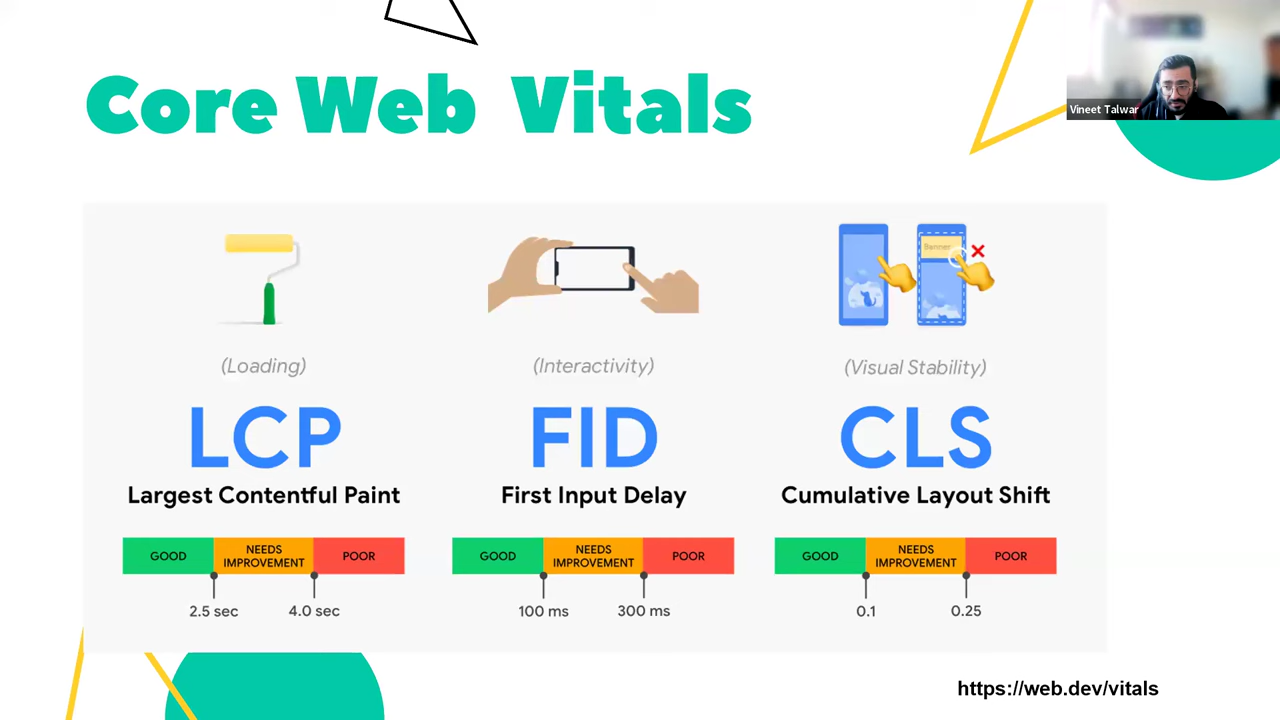 Core Web Vitals
Vineet Talwar
Banner
(Loading)
LCP
Largest Contentful Paint
GOOD
NEEDS
IMPROVEMENT
POOR
2.5 sec
4.0 sec
(Interactivity)
FID
First Input Delay
GOOD
NEEDS
IMPROVEMENT
POOR
100 ms
300 ms
(Visual Stability)
CLS
Cumulative Layout Shift
GOOD
NEEDS
IMPROVEMENT
POOR
0.1
0.25
https://web.dev/vitals